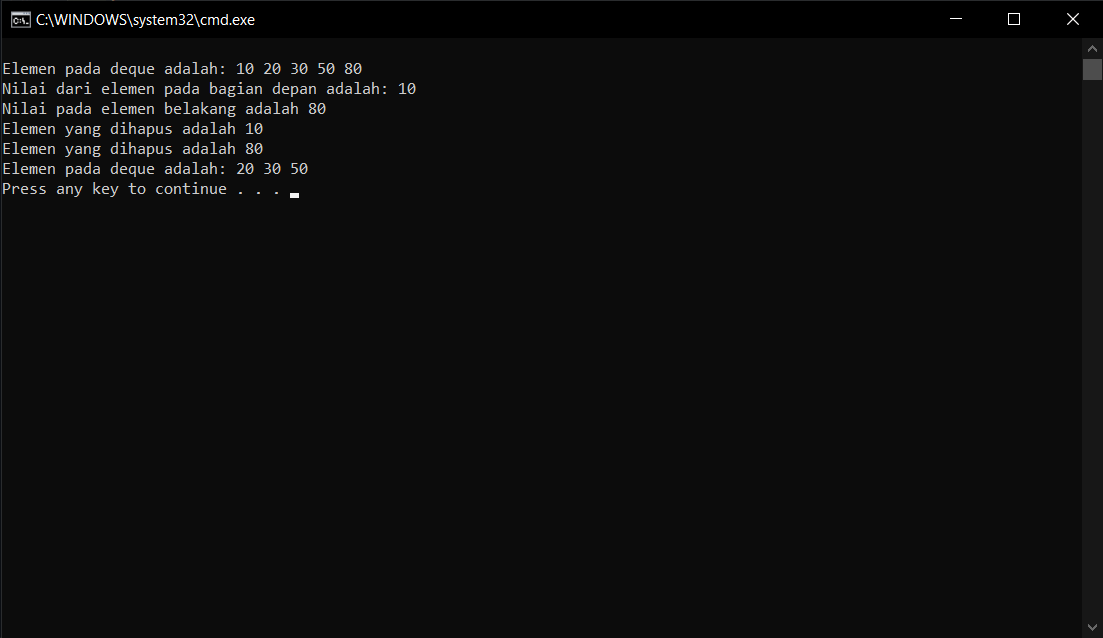 C:\WINDOWS\system32\cmd.exe
Elemen pada deque adalah: 10 20 30 50 80
Nilai dari elemen pada bagian depan adalah: 10
Nilai pada elemen belakang adalah 80
Elemen yang dihapus adalah 10
Elemen yang dihapus adalah 80
Elemen pada deque adalah: 20 30 50
Press any key to continue . . .